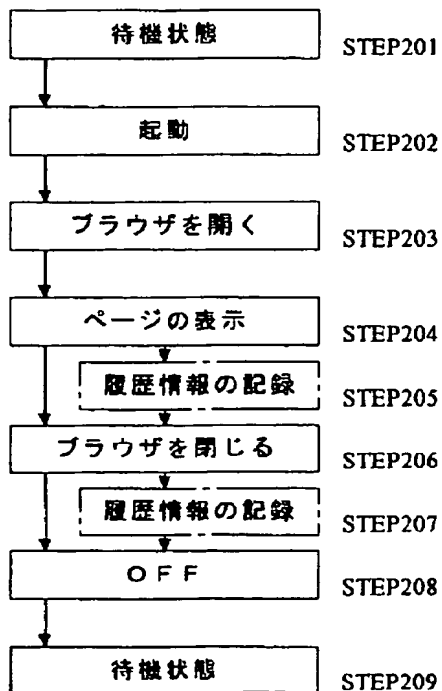 待機状態 STEP201
起動 STEP202
ブラウザを開く STEP203
ページの表示 STEP204
履歴情報の記録 STEP205
ブラウザを閉じる STEP206
履歴情報の記録 STEP207
OFF STEP208
待機状態 STEP209